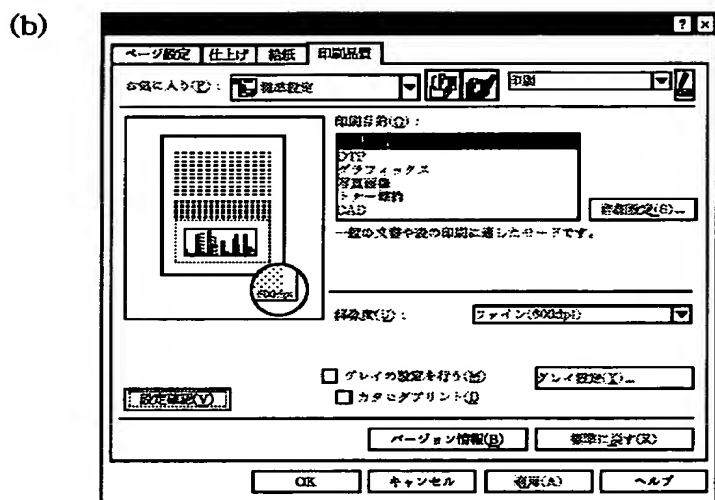 (b)
ページ設定 仕上げ 給紙 印刷品質
お気に入り(F): 標準設定 印刷
印刷目的(O):
DTP
グラフィックス
写真画像
トナー節約
CAD
詳細設定(S)...
一般の文書や表の印刷に適したモードです。
600dpi
解像度(U): ファイン(600dpi)
グレイの設定を行う(M) グレイ設定(Y)...
設定確認(V) カタログプリント(I)
バージョン情報(B) 標準に戻す(R)
OK キャンセル 適用(A) ヘルプ